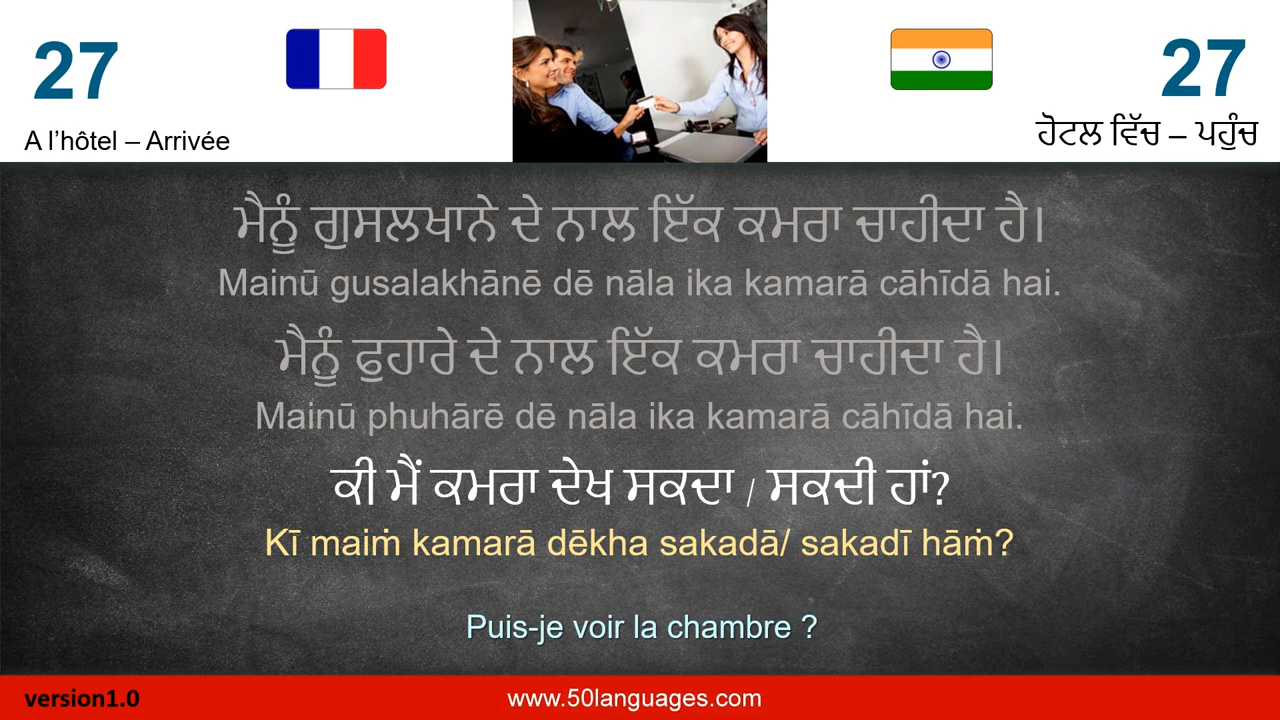 27
27
A l’hôtel – Arrivée
ਹੋਟਲ ਵਿੱਚ – ਪਹੁੰਚ
ਮੈਨੂੰ ਗੁਸਲਖਾਨੇ ਦੇ ਨਾਲ ਇੱਕ ਕਮਰਾ ਚਾਹੀਦਾ ਹੈ।
Mainū gusalakhānē dē nāla ika kamarā cāhīdā hai.
ਮੈਨੂੰ ਫੁਹਾਰੇ ਦੇ ਨਾਲ ਇੱਕ ਕਮਰਾ ਚਾਹੀਦਾ ਹੈ।
Mainū phuhārē dē nāla ika kamarā cāhīdā hai.
ਕੀ ਮੈਂ ਕਮਰਾ ਦੇਖ ਸਕਦਾ / ਸਕਦੀ ਹਾਂ?
Kī maiṁ kamarā dēkha sakadā/ sakadī hāṁ?
Puis-je voir la chambre ?
version1.0
www.50languages.com